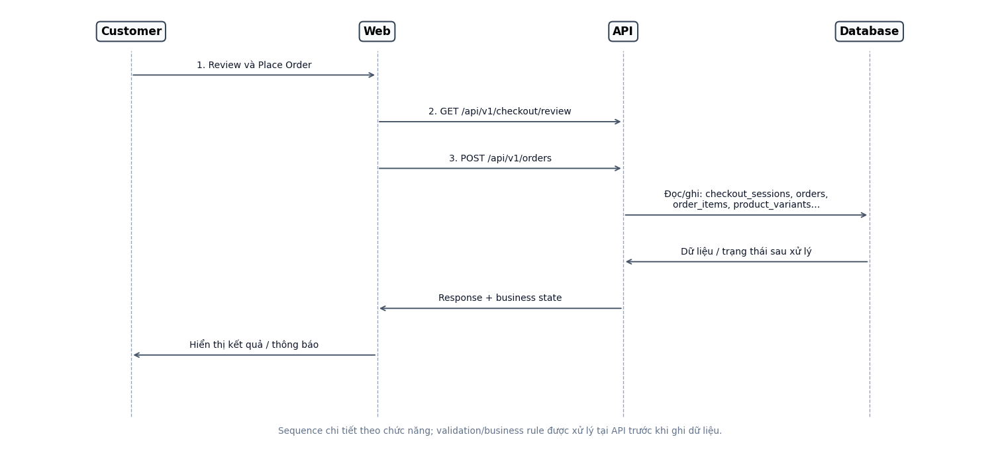 Customer
Web
API
Database
1. Review và Place Order
2. GET /api/v1/checkout/review
3. POST /api/v1/orders
Đọc/ghi: checkout_sessions, orders,
order_items, product_variants...
Dữ liệu / trạng thái sau xử lý
Response + business state
Hiển thị kết quả / thông báo
Sequence chi tiết theo chức năng; validation/business rule được xử lý tại API trước khi ghi dữ liệu.